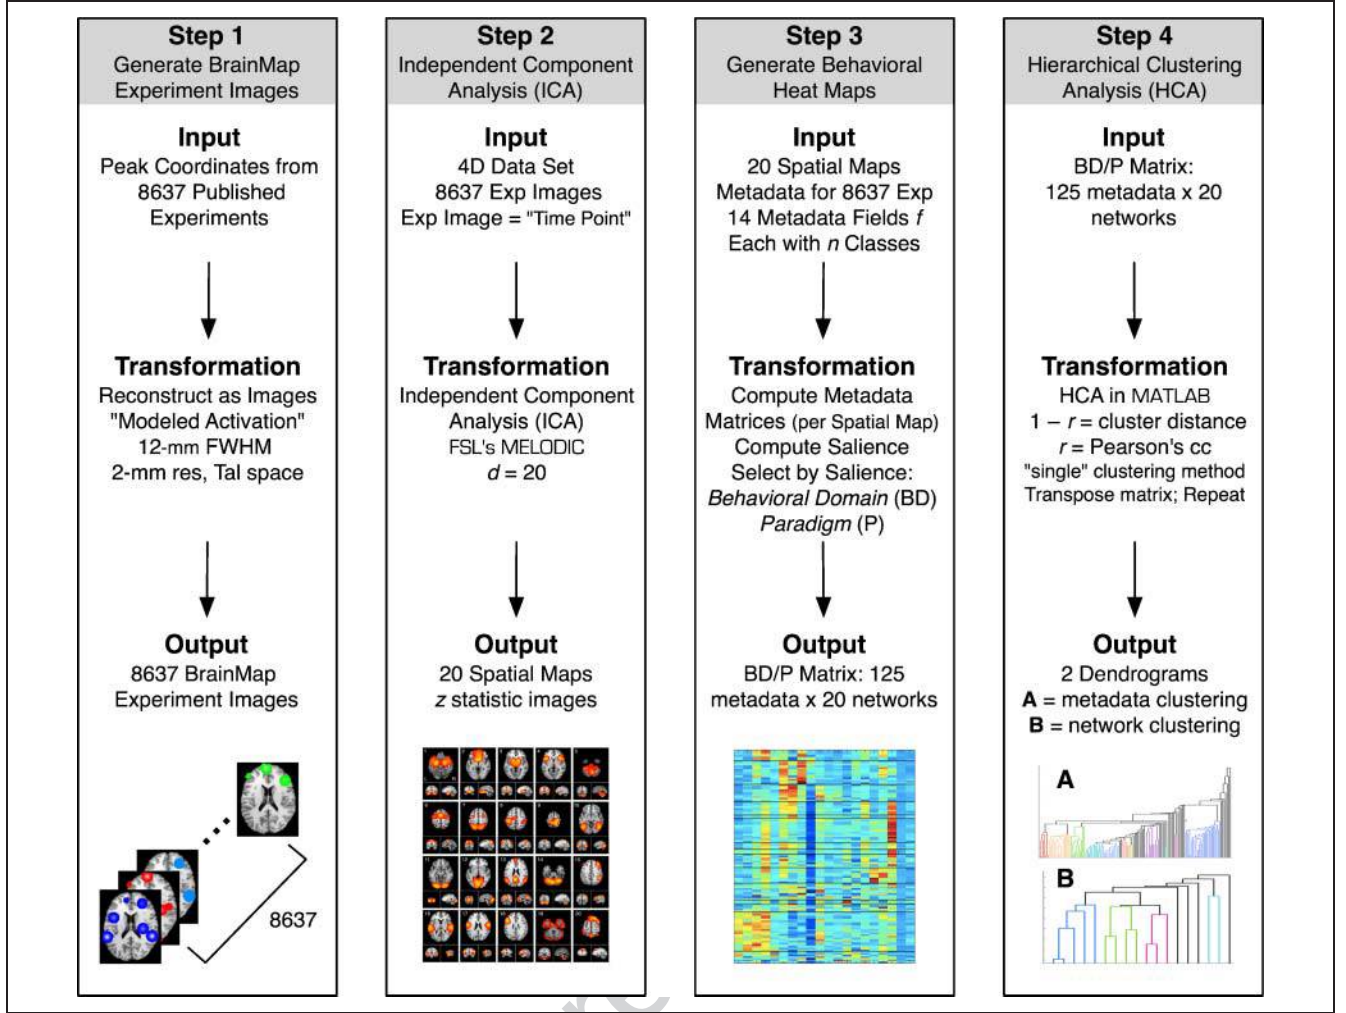 Step 1
Generate BrainMap
Experiment Images
Input
Peak Coordinates from
8637 Published
Experiments
Transformation
Reconstruct as Images
"Modeled Activation"
12-mm FWHM
2-mm res, Tal space
Output
8637 BrainMap
Experiment Images
8637
Step 2
Independent Component
Analysis (ICA)
Input
4D Data Set
8637 Exp Images
Exp Image = "Time Point"
Transformation
Independent Component
Analysis (ICA)
FSL's MELODIC
d = 20
Output
20 Spatial Maps
z statistic images
Step 3
Generate Behavioral
Heat Maps
Input
20 Spatial Maps
Metadata for 8637 Exp
14 Metadata Fields f
Each with n Classes
Transformation
Compute Metadata
Matrices (per Spatial Map)
Compute Salience
Select by Salience:
Behavioral Domain (BD)
Paradigm (P)
Output
BD/P Matrix: 125
metadata x 20 networks
Step 4
Hierarchical Clustering
Analysis (HCA)
Input
BD/P Matrix:
125 metadata x 20
networks
Transformation
HCA in MATLAB
1 – r = cluster distance
r = Pearson's cc
"single" clustering method
Transpose matrix; Repeat
Output
2 Dendrograms
A = metadata clustering
B = network clustering
A
B